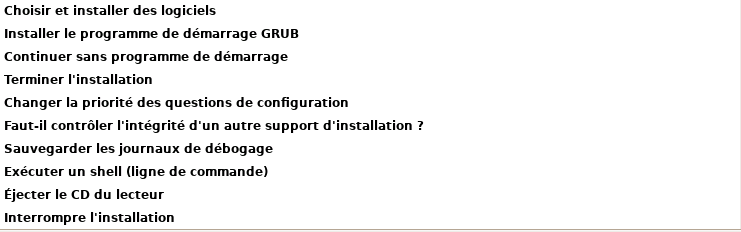 Choisir et installer des logiciels
Installer le programme de démarrage GRUB
Continuer sans programme de démarrage
Terminer l'installation
Changer la priorité des questions de configuration
Faut-il contrôler l'intégrité d'un autre support d'installation ?
Sauvegarder les journaux de débogage
Exécuter un shell (ligne de commande)
Éjecter le CD du lecteur
Interrompre l'installation